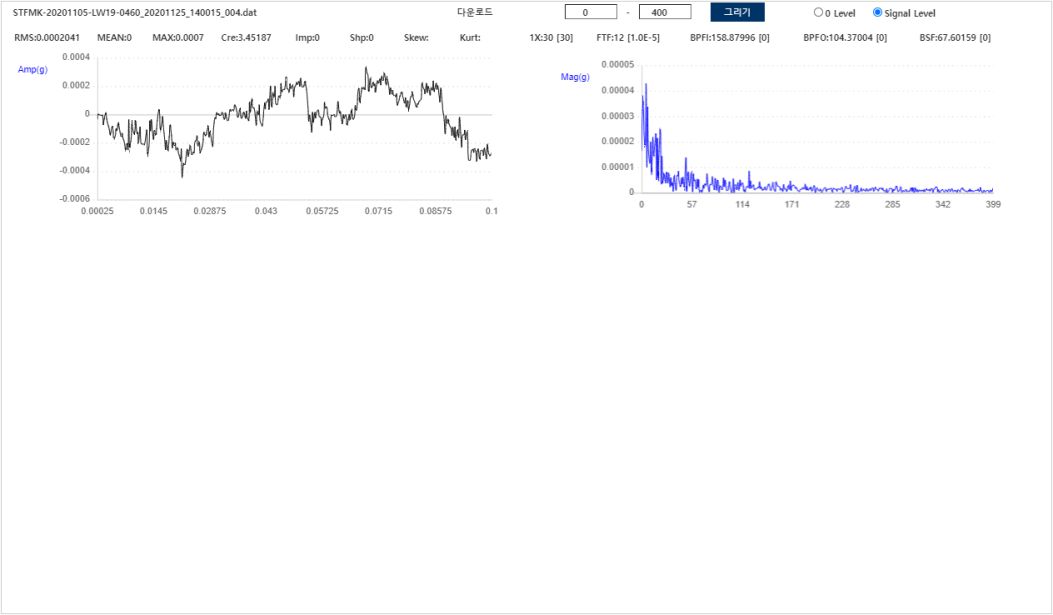 STFMK-20201105-LW19-0460_20201125_140015_004.dat 다운로드 0 - 400 그리기 0 Level Signal Level
RMS:0.0002041 MEAN:0 MAX:0.0007 Cre:3.45187 Imp:0 Shp:0 Skew: Kurt: 1X:30 [30] FTF:12 [1.0E-5] BPFI:158.87996 [0] BPFO:104.37004 [0] BSF:67.60159 [0]
Amp(g)
0.0004
0.0002
0
-0.0002
-0.0004
-0.0006
0.00025 0.0145 0.02875 0.043 0.05725 0.0715 0.08575 0.1
Mag(g)
0.00005
0.00004
0.00003
0.00002
0.00001
0
0 57 114 171 228 285 342 399